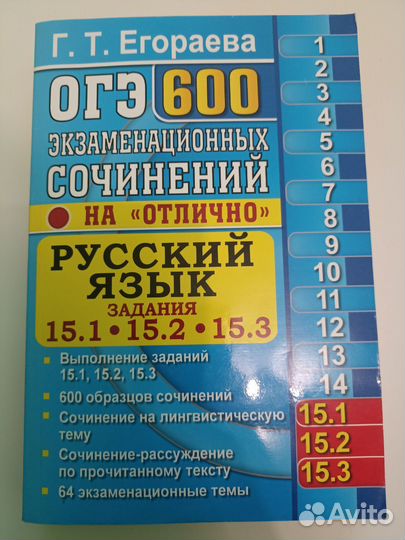 Г. Т. Егораева
ОГЭ 600
ЭКЗАМЕНАЦИОННЫХ
СОЧИНЕНИЙ
НА «ОТЛИЧНО»
РУССКИЙ
ЯЗЫК
ЗАДАНИЯ
15.1 • 15.2 • 15.3
• Выполнение заданий
15.1, 15.2, 15.3
• 600 образцов сочинений
• Сочинение на лингвистическую
тему
• Сочинение-рассуждение
по прочитанному тексту
• 64 экзаменационные темы
1
2
3
4
5
6
7
8
9
10
11
12
13
14
15.1
15.2
15.3
Avito